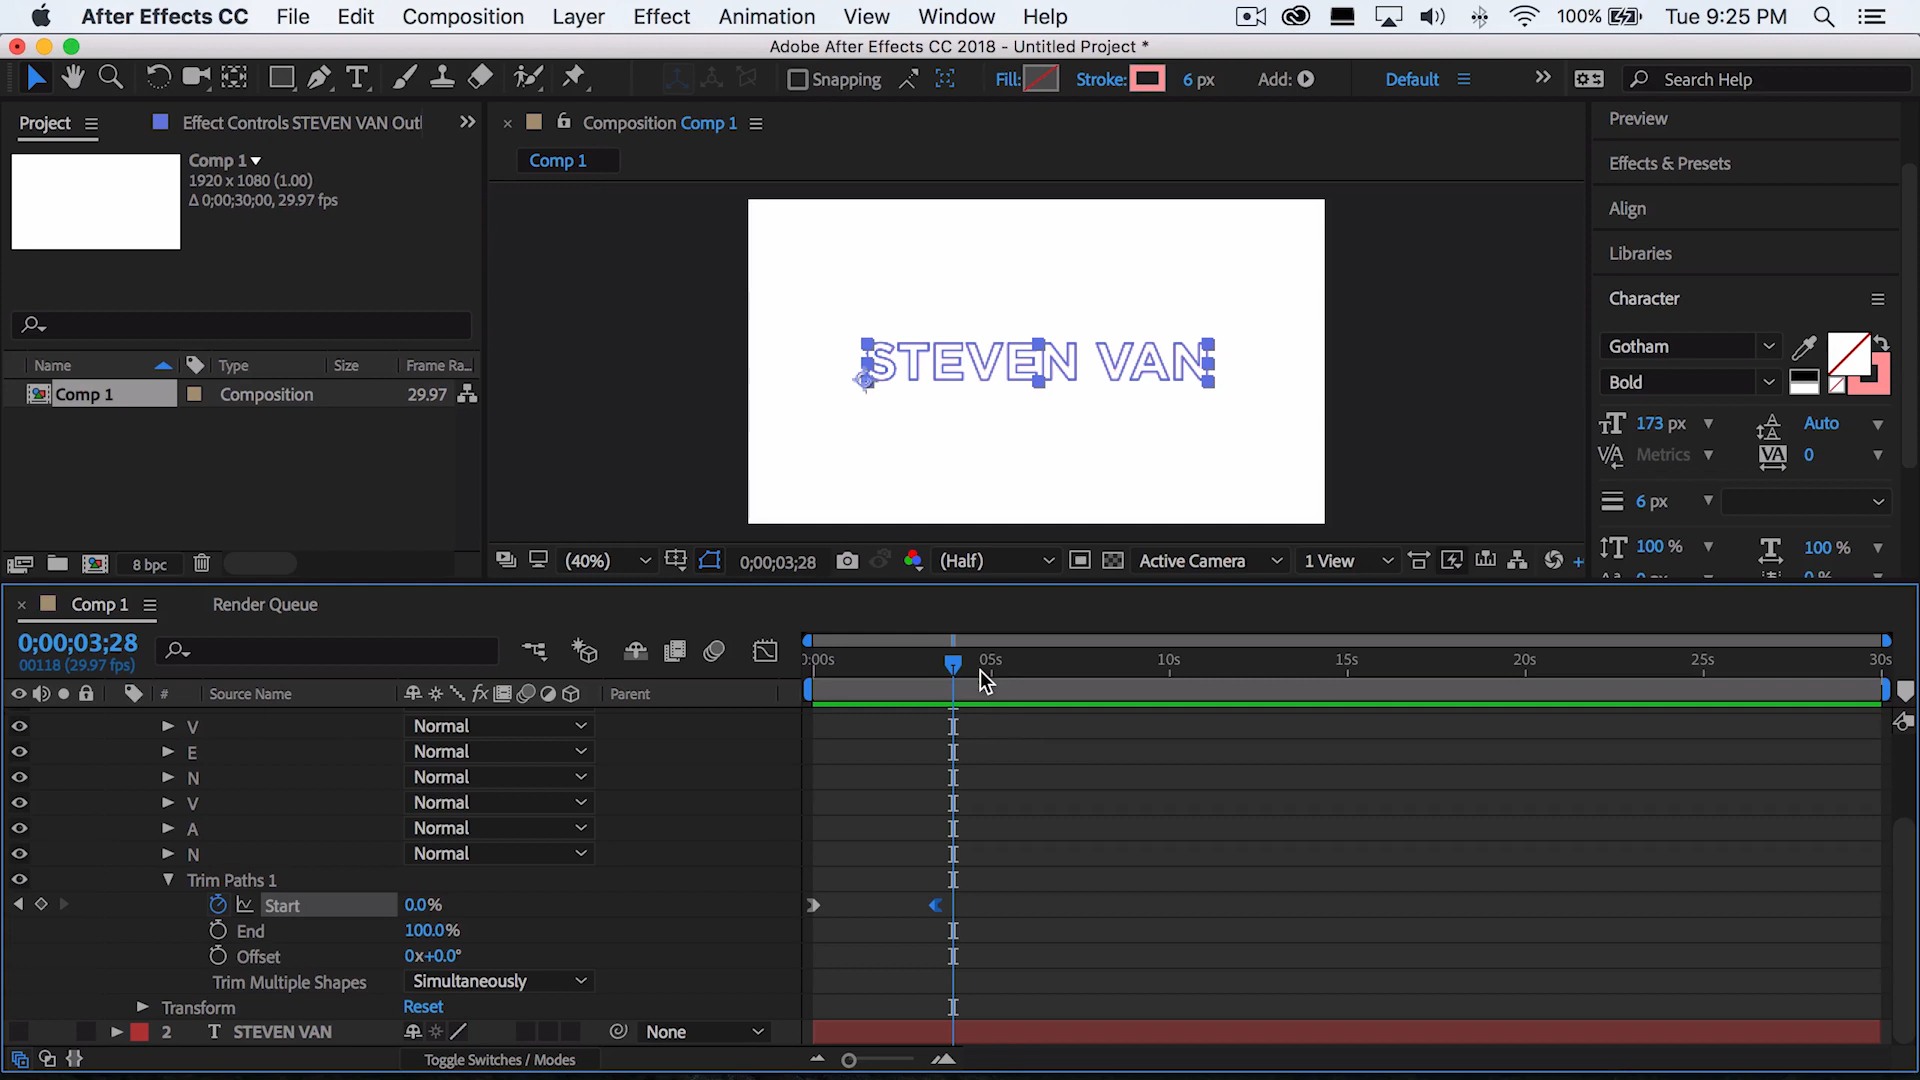 After Effects CC File Edit Composition Layer Effect Animation View Window Help 100% Tue 9:25 PM
Adobe After Effects CC 2018 - Untitled Project *
Snapping Fill: Stroke: 6 px Add: Default Search Help
Project Effect Controls STEVEN VAN Outl Composition Comp 1 Preview
Comp 1
1920 x 1080 (1.00)
Δ 0;00;30;00, 29.97 fps
Comp 1
Effects & Presets
Align
Libraries
Character
STEVEN VAN
Gotham
Bold
173 px Auto
Metrics 0
6 px
100 % 100 %
Name Type Size Frame Ra...
Comp 1 Composition 29.97
8 bpc
(40%) 0;00;03;28 (Half) Active Camera 1 View
Comp 1 Render Queue
0;00;03;28
00118 (29.97 fps)
0:00s 05s 10s 15s 20s 25s 30s
# Source Name Parent
V Normal
E Normal
N Normal
V Normal
A Normal
N Normal
Trim Paths 1
Start 0.0%
End 100.0%
Offset 0x+0.0°
Trim Multiple Shapes Simultaneously
Transform Reset
2 T STEVEN VAN None
Toggle Switches / Modes